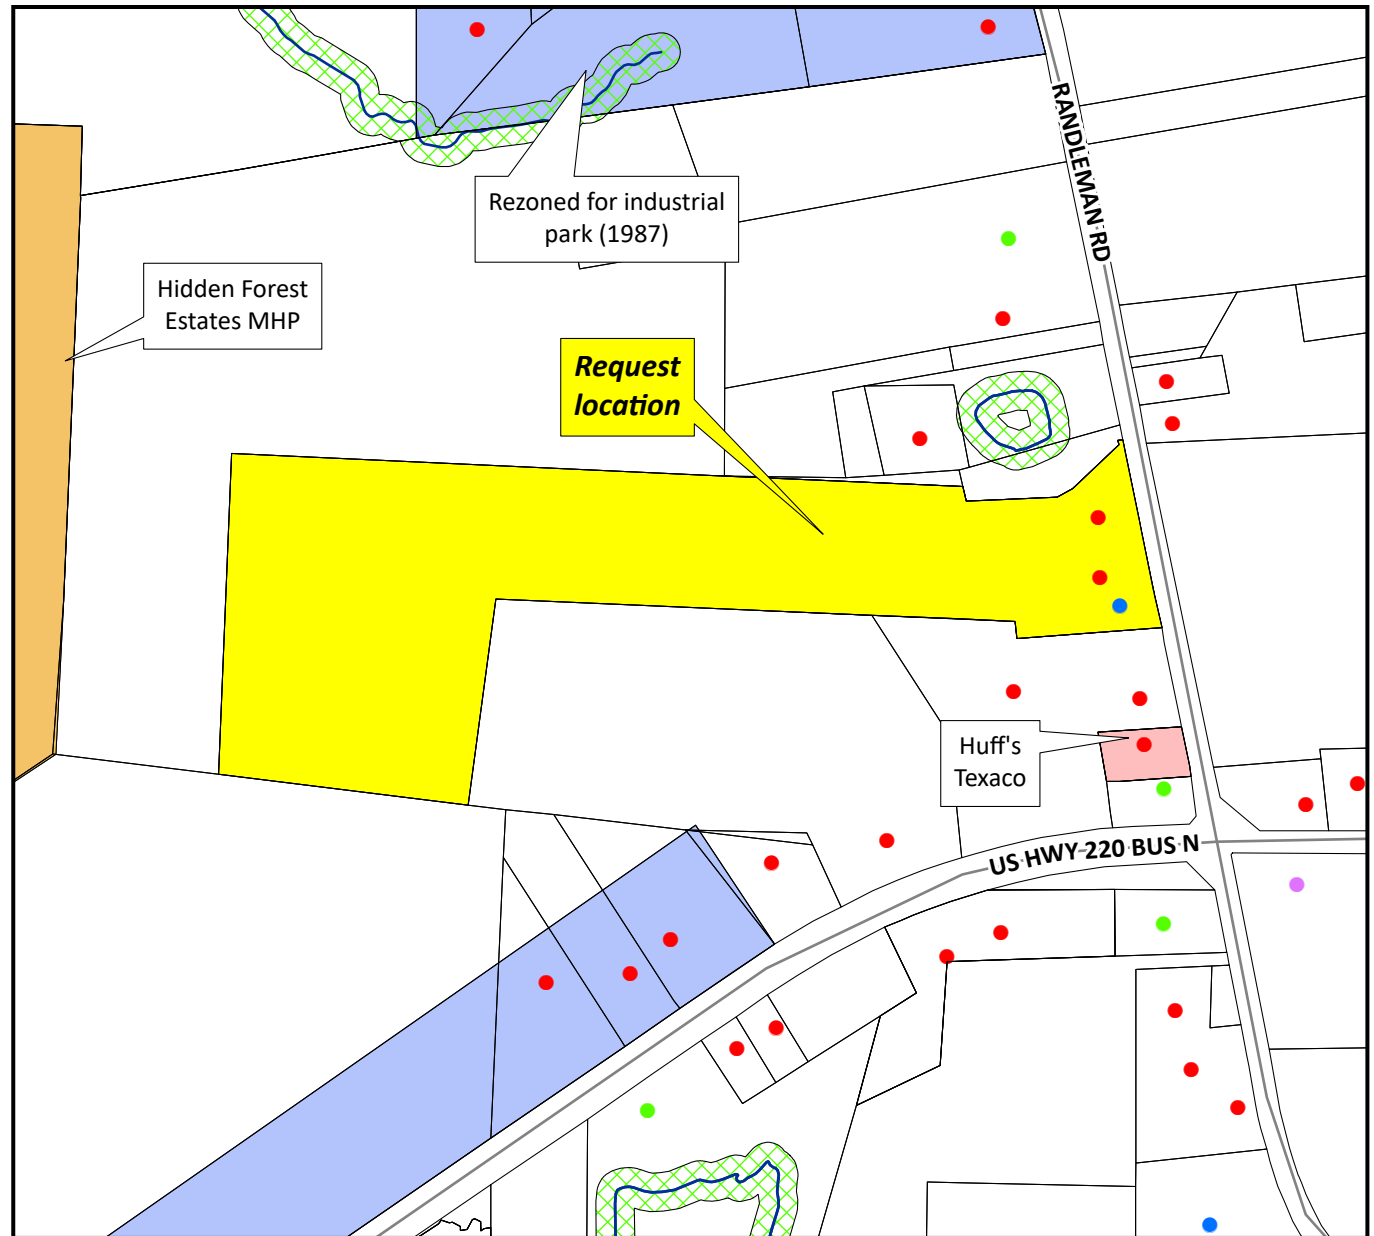 RANDLEMAN RD
Rezoned for industrial
park (1987)
Hidden Forest
Estates MHP
Request
location
Huff's
Texaco
US HWY 220 BUS N